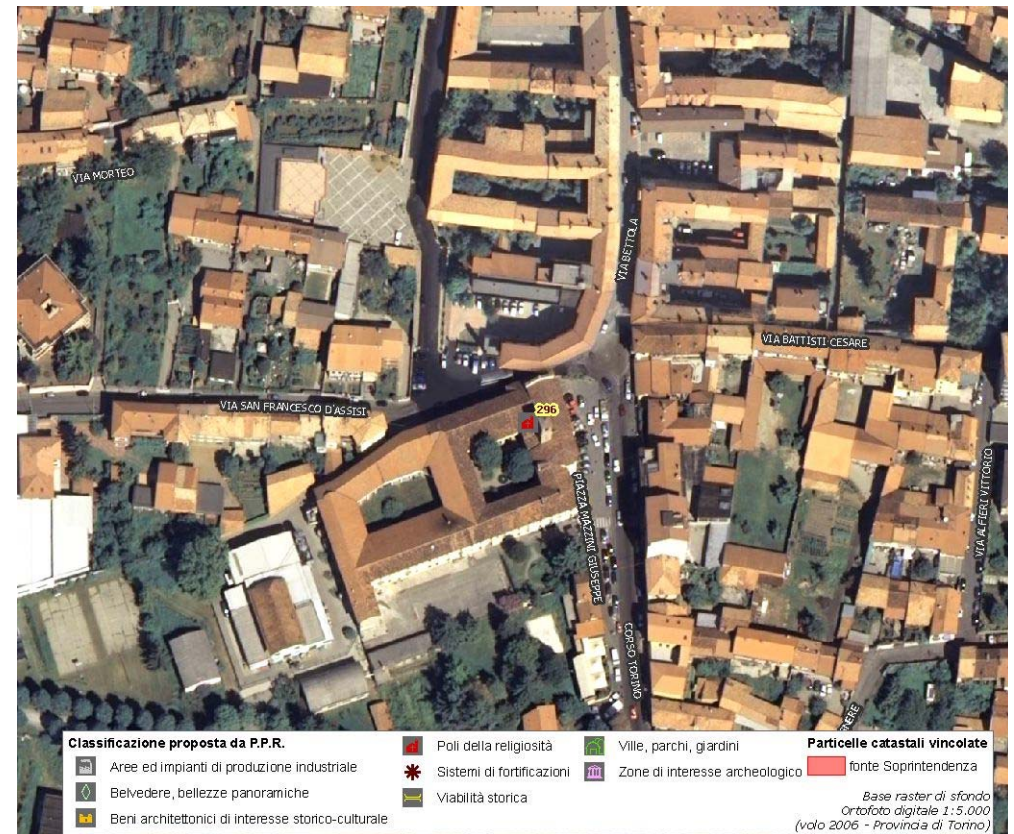 VIA MORTEO
VIA BETTOLA
VIA BATTISTI CESARE
VIA SAN FRANCESCO D'ASSISI
296
PIAZZA MAZZINI GIUSEPPE
VIA ALFIERI VITTORIO
CORSO TORINO
Classificazione proposta da P.P.R.
Aree ed impianti di produzione industriale
Belvedere, bellezze panoramiche
Beni architettonici di interesse storico-culturale
Poli della religiosità
Sistemi di fortificazioni
Viabilità storica
Ville, parchi, giardini
Zone di interesse archeologico
Particelle catastali vincolate
fonte Soprintendenza
Base raster di sfondo
Ortofoto digitale 1:5.000
(volo 2006 - Provincia di Torino)